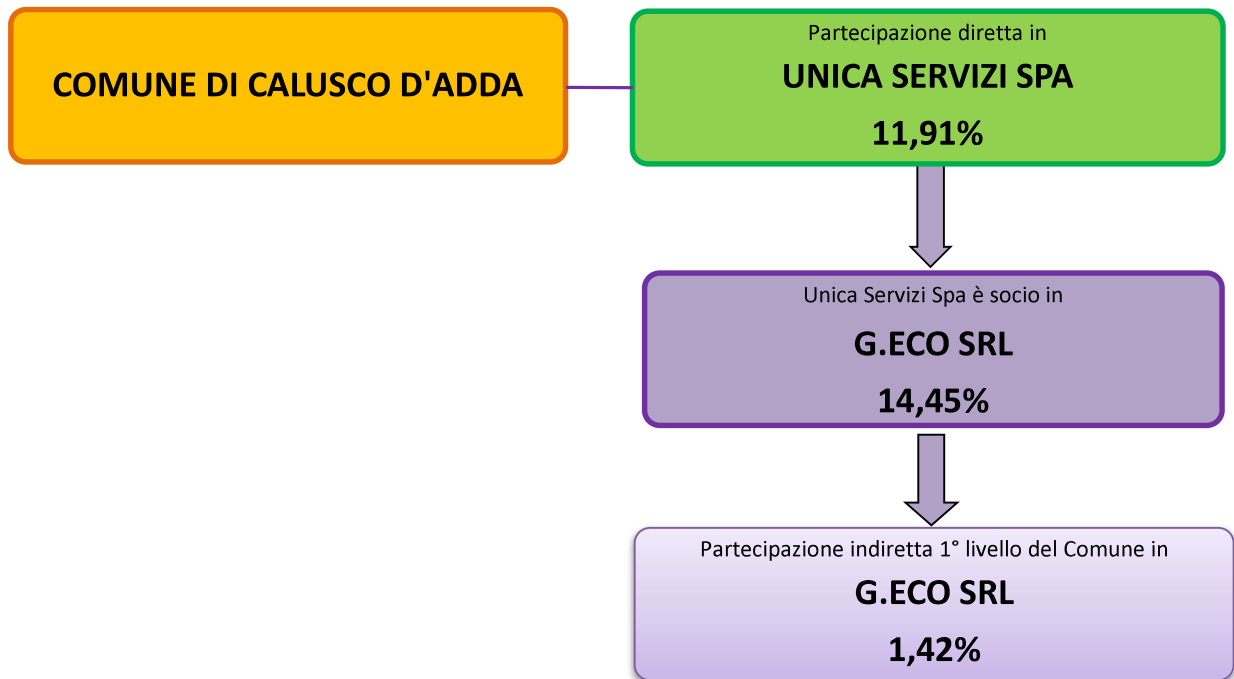 COMUNE DI CALUSCO D'ADDA
Partecipazione diretta in
UNICA SERVIZI SPA
11,91%
Unica Servizi Spa è socio in
G.ECO SRL
14,45%
Partecipazione indiretta 1° livello del Comune in
G.ECO SRL
1,42%